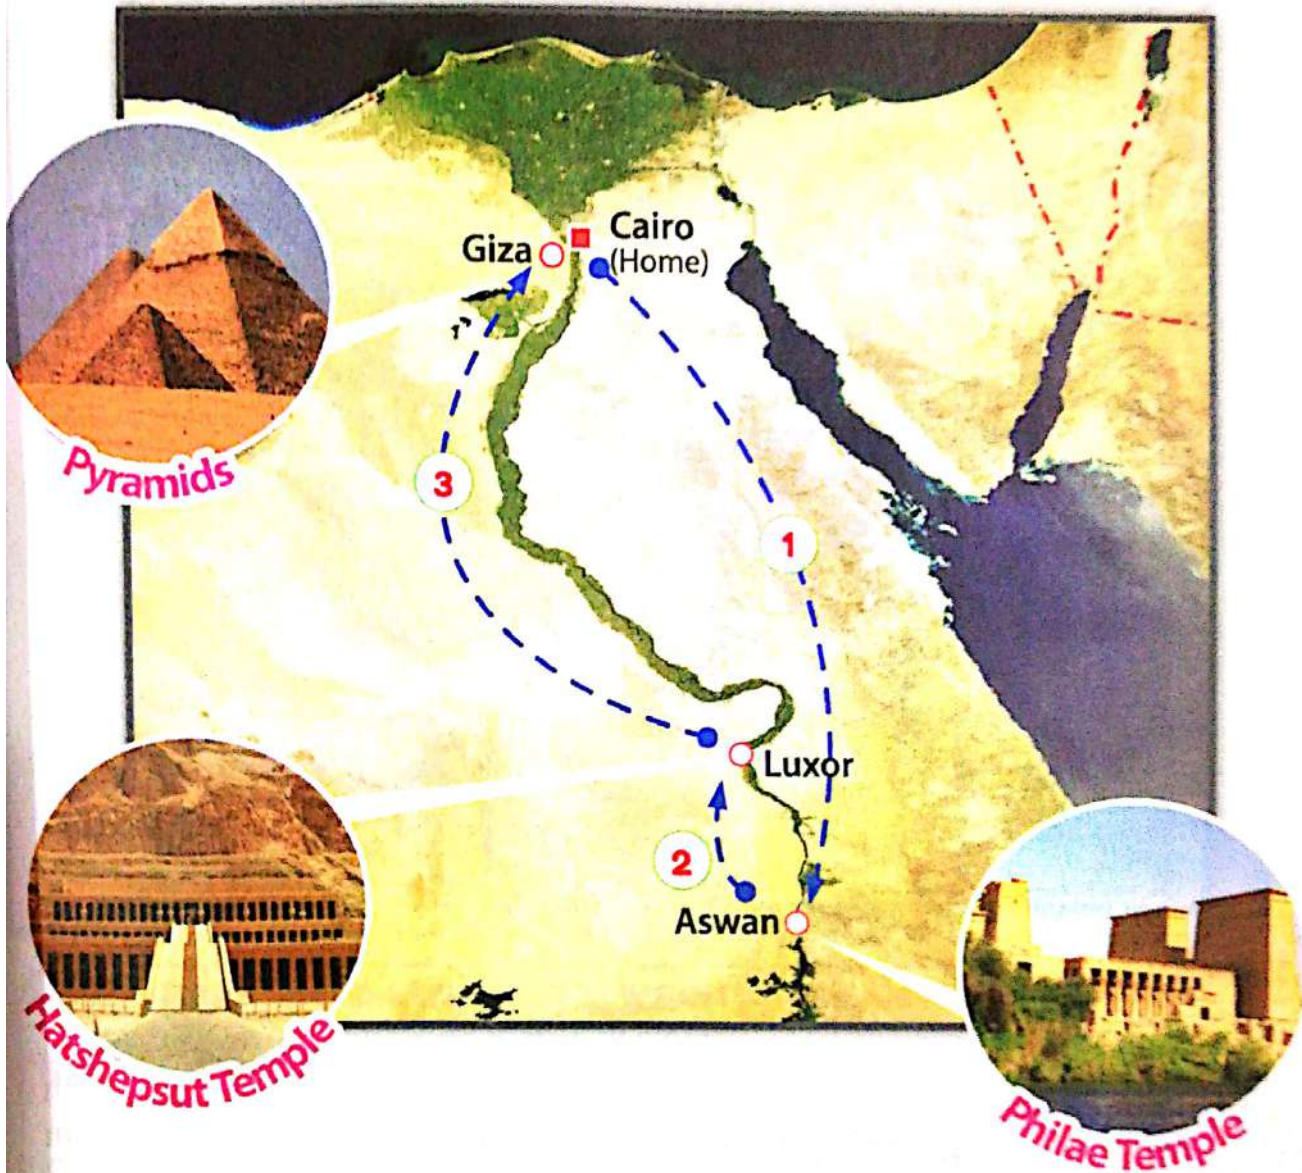 Giza
Cairo
(Home)
Pyramids
3
1
Luxor
2
Aswan
Hatshepsut Temple
Philae Temple